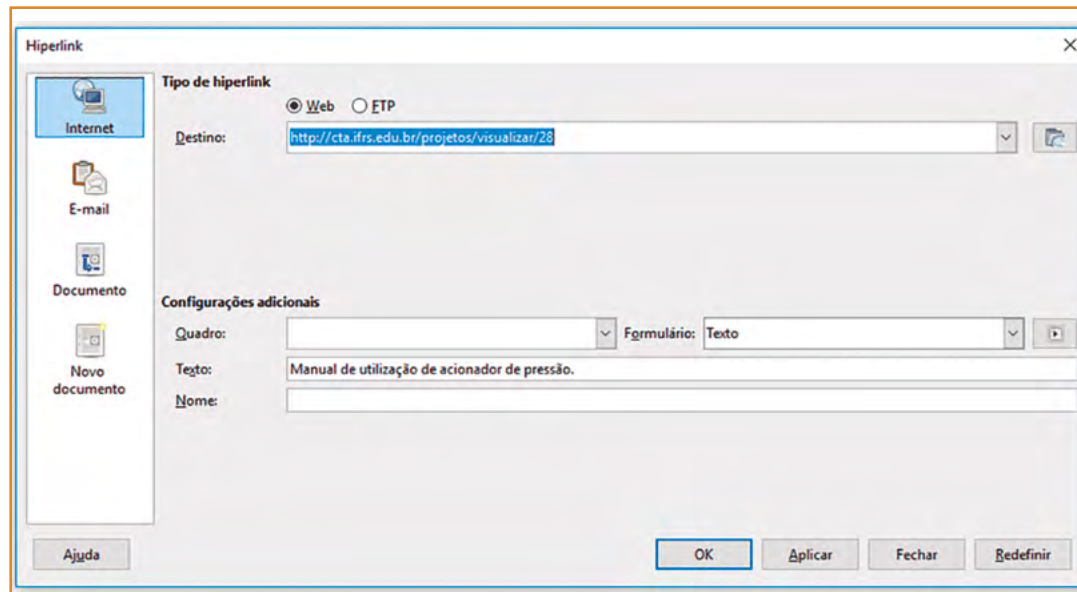 Hiperlink
Internet
E-mail
Documento
Novo
documento
Tipo de hiperlink
Web FTP
Destino: http://cta.ifrs.edu.br/projetos/visualizar/28
Configurações adicionais
Quadro: Formulário: Texto
Texto: Manual de utilização de acionador de pressão.
Nome:
Ajuda OK Aplicar Fechar Redefinir